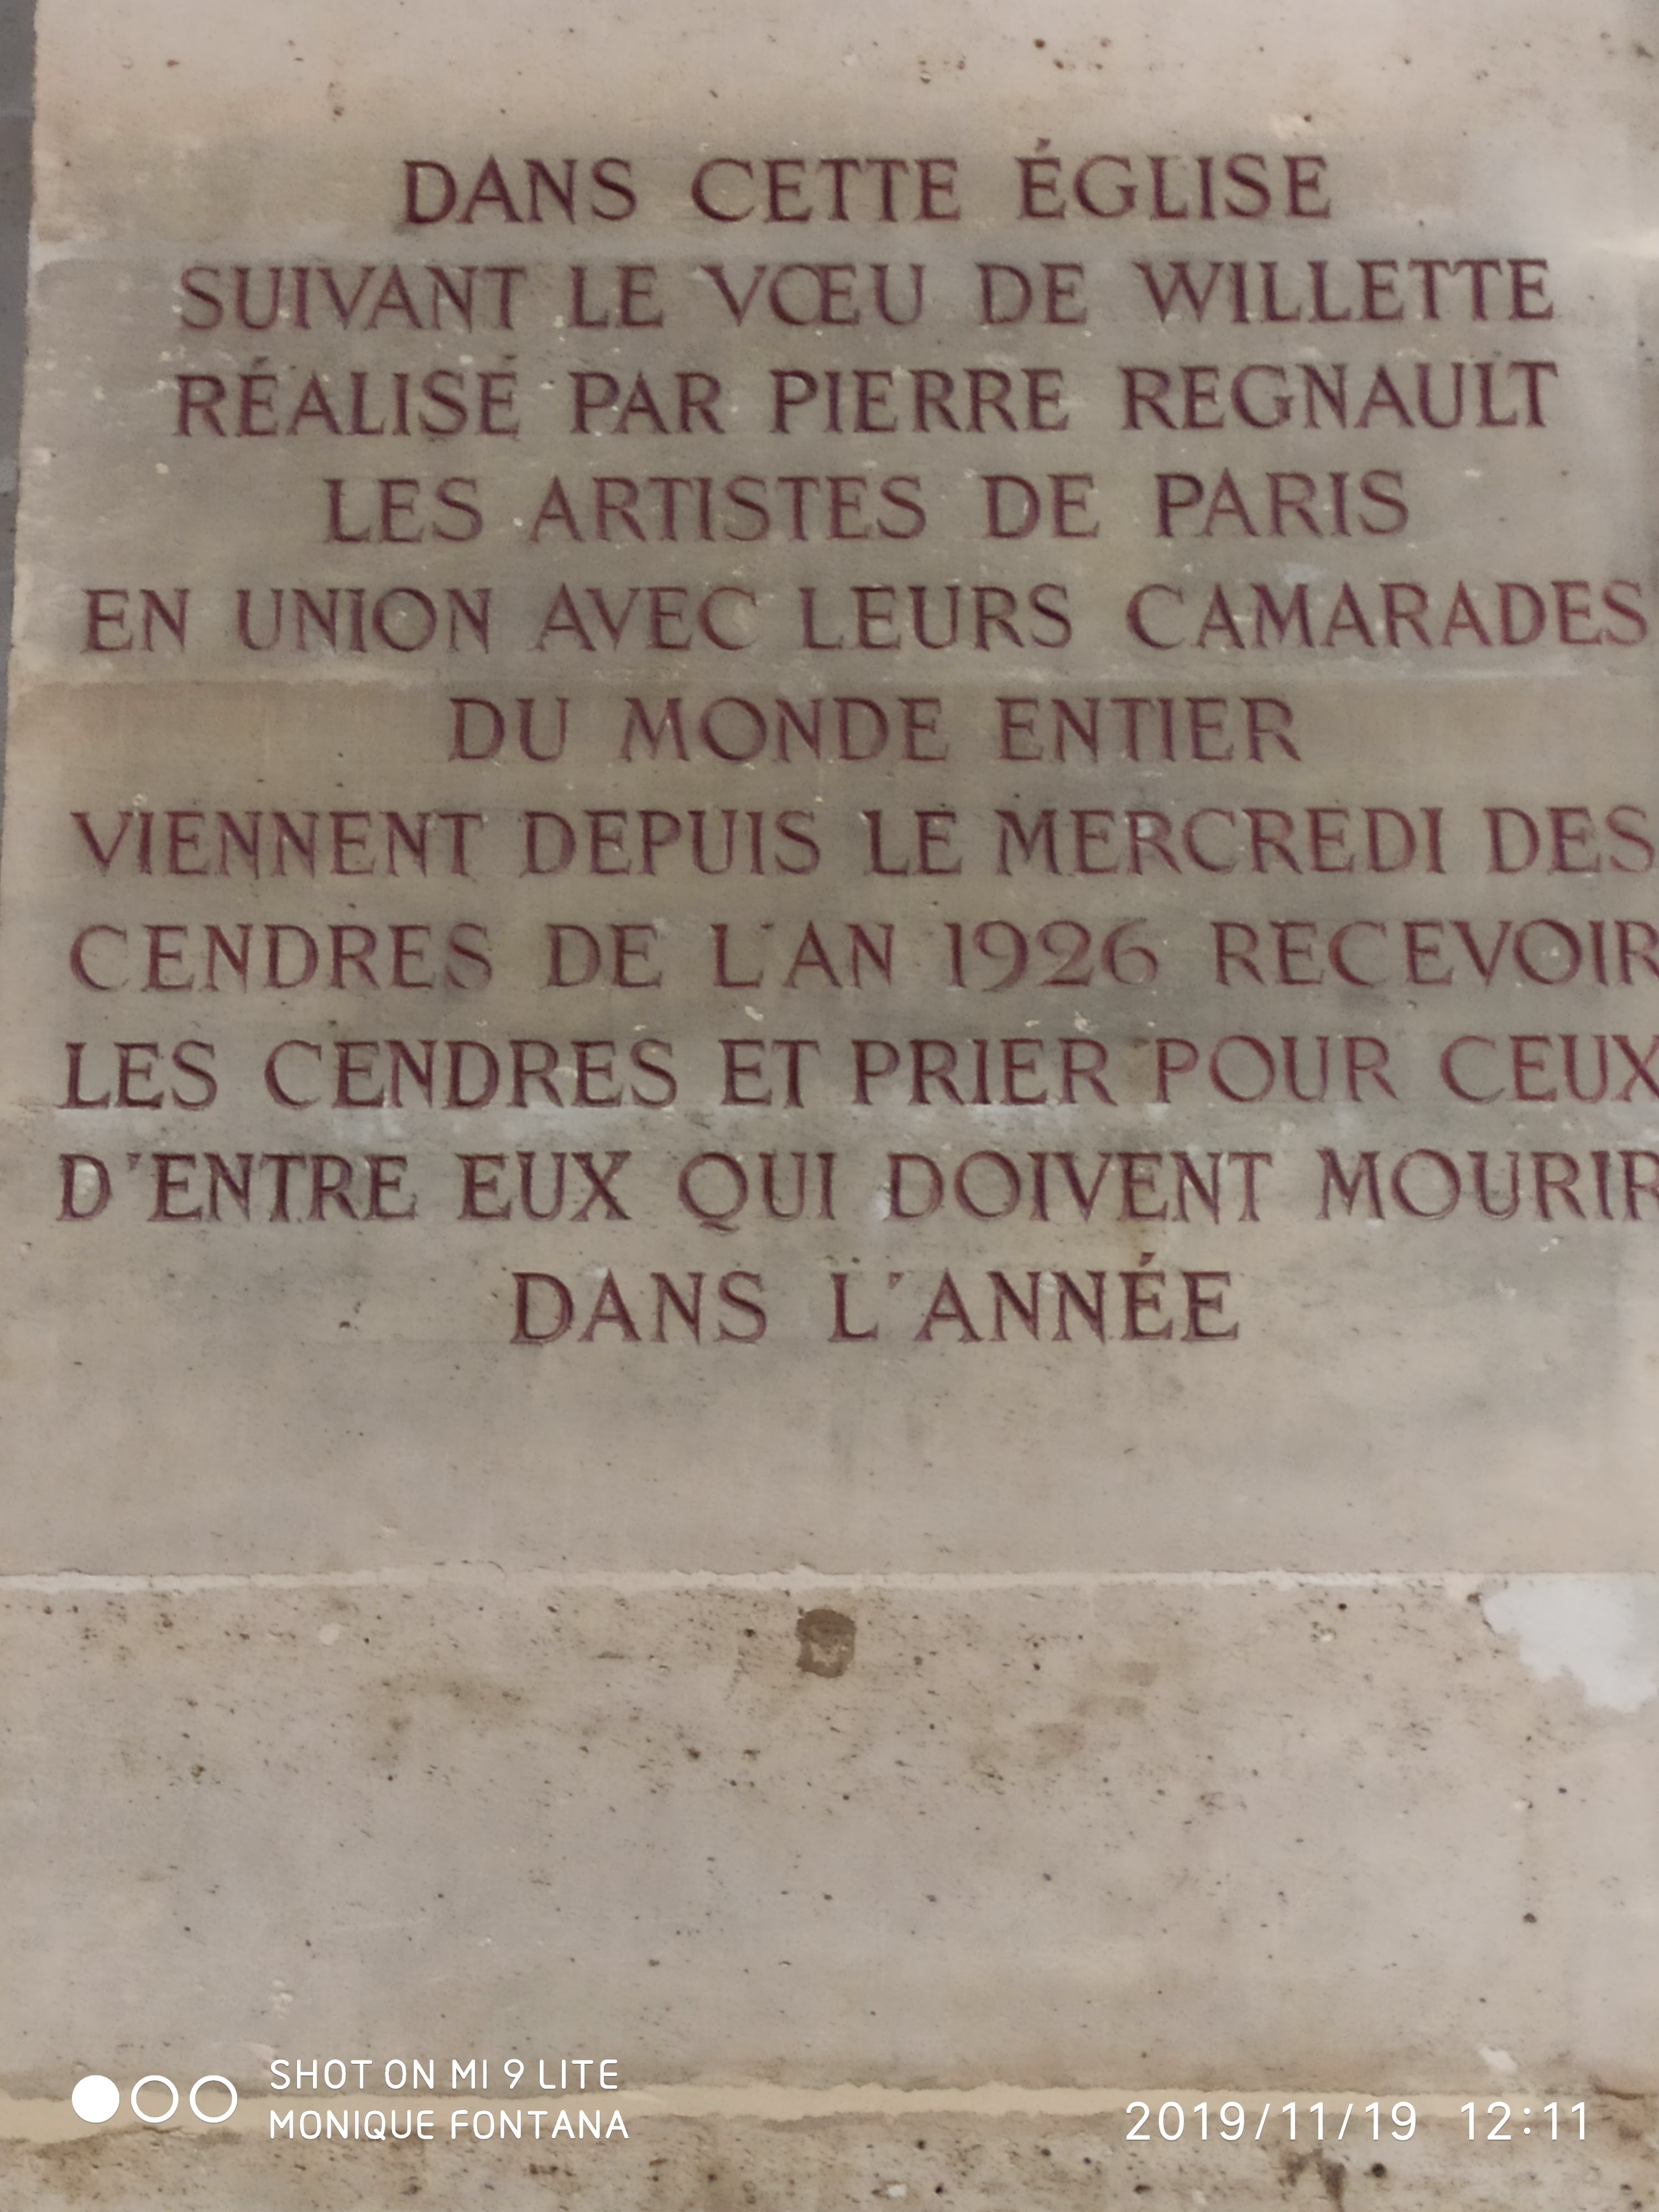 DANS CETTE ÉGLISE
SUIVANT LE VŒU DE WILLETTE
RÉALISÉ PAR PIERRE REGNAULT
LES ARTISTES DE PARIS
EN UNION AVEC LEURS CAMARADES
DU MONDE ENTIER
VIENNENT DEPUIS LE MERCREDI DES
CENDRES DE L'AN 1926 RECEVOIR
LES CENDRES ET PRIER POUR CEUX
D'ENTRE EUX QUI DOIVENT MOURIR
DANS L'ANNÉE
SHOT ON MI 9 LITE
MONIQUE FONTANA
2019/11/19 12:11